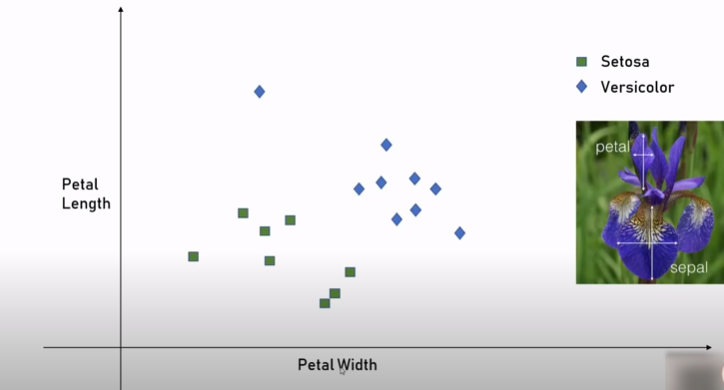 Setosa
Versicolor
petal
Petal
Length
sepal
Petal Width